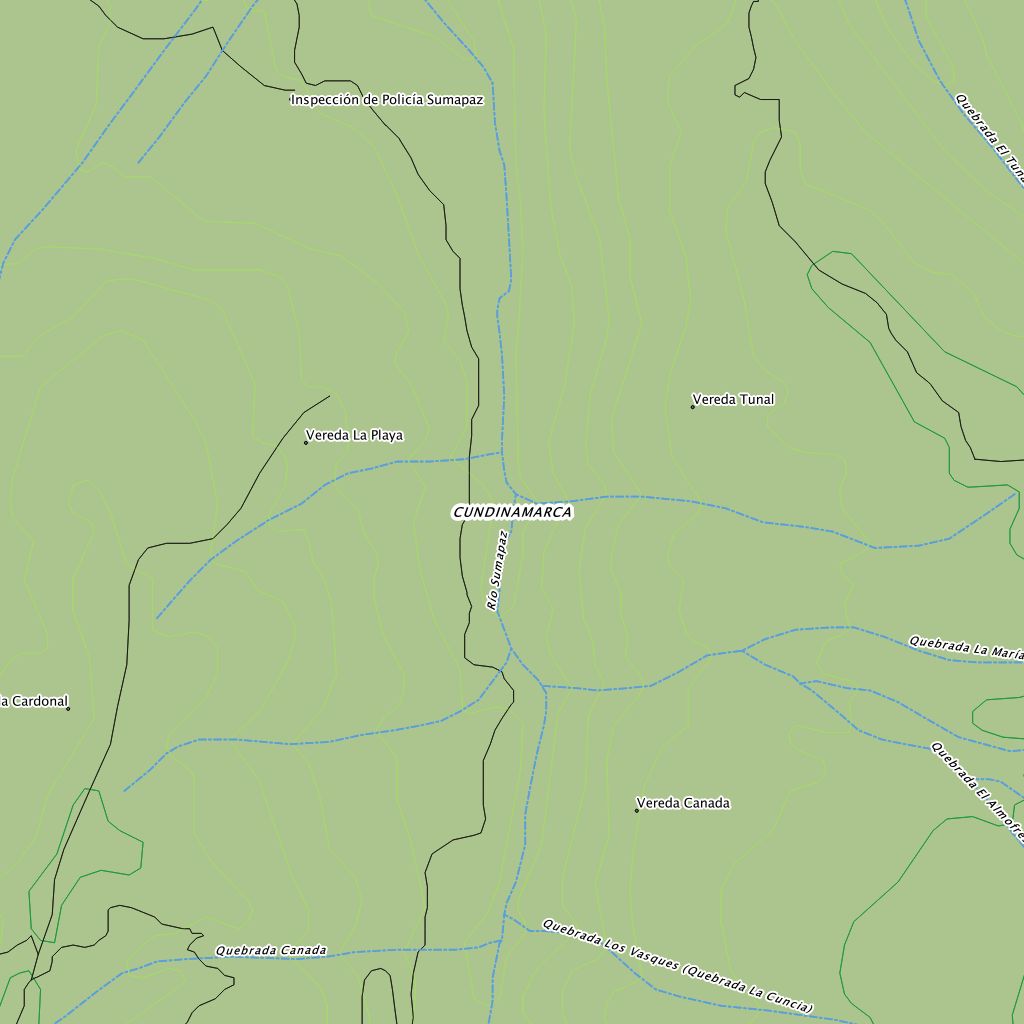 Quebrada El Tuna
Inspección de Policía Sumapaz
Vereda Tunal
Vereda La Playa
CUNDINAMARCA
Río Sumapaz
Quebrada La María
la Cardonal
Quebrada El Almofre
Vereda Canada
Quebrada Canada
Quebrada Los Vasques (Quebrada La Cuncia)